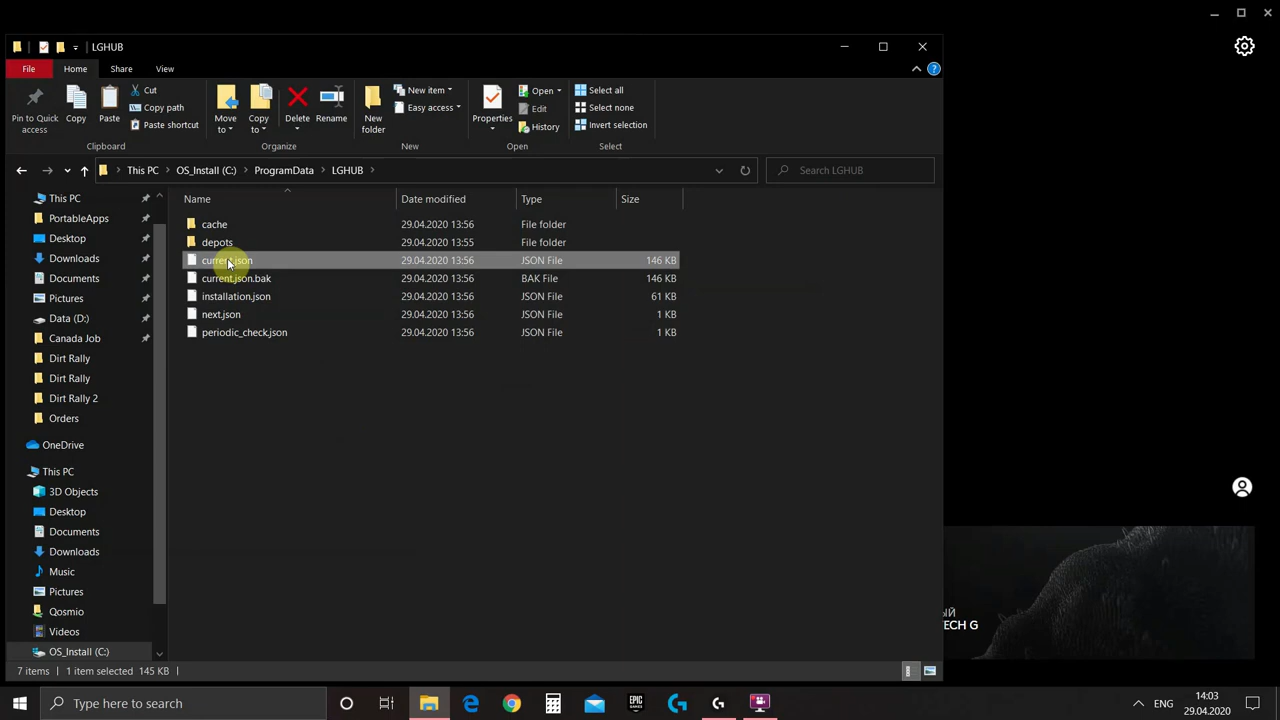 LGHUB
File Home Share View
Pin to Quick access
Copy
Paste
Cut
Copy path
Paste shortcut
Clipboard
Move to
Copy to
Delete
Rename
Organize
New folder
New item
Easy access
New
Properties
Open
Edit
History
Open
Select all
Select none
Invert selection
Select
This PC OS_Install (C:) ProgramData LGHUB
Search LGHUB
This PC
PortableApps
Desktop
Downloads
Documents
Pictures
Data (D:)
Canada Job
Dirt Rally
Dirt Rally
Dirt Rally 2
Orders
OneDrive
This PC
3D Objects
Desktop
Documents
Downloads
Music
Pictures
Qosmio
Videos
OS_Install (C:)
Name Date modified Type Size
cache 29.04.2020 13:56 File folder
depots 29.04.2020 13:55 File folder
current.json 29.04.2020 13:56 JSON File 146 KB
current.json.bak 29.04.2020 13:56 BAK File 146 KB
installation.json 29.04.2020 13:56 JSON File 61 KB
next.json 29.04.2020 13:56 JSON File 1 KB
periodic_check.json 29.04.2020 13:56 JSON File 1 KB
ый
TECH G
7 items 1 item selected 145 KB
Type here to search
EPIC GAMES
ENG
14:03
29.04.2020